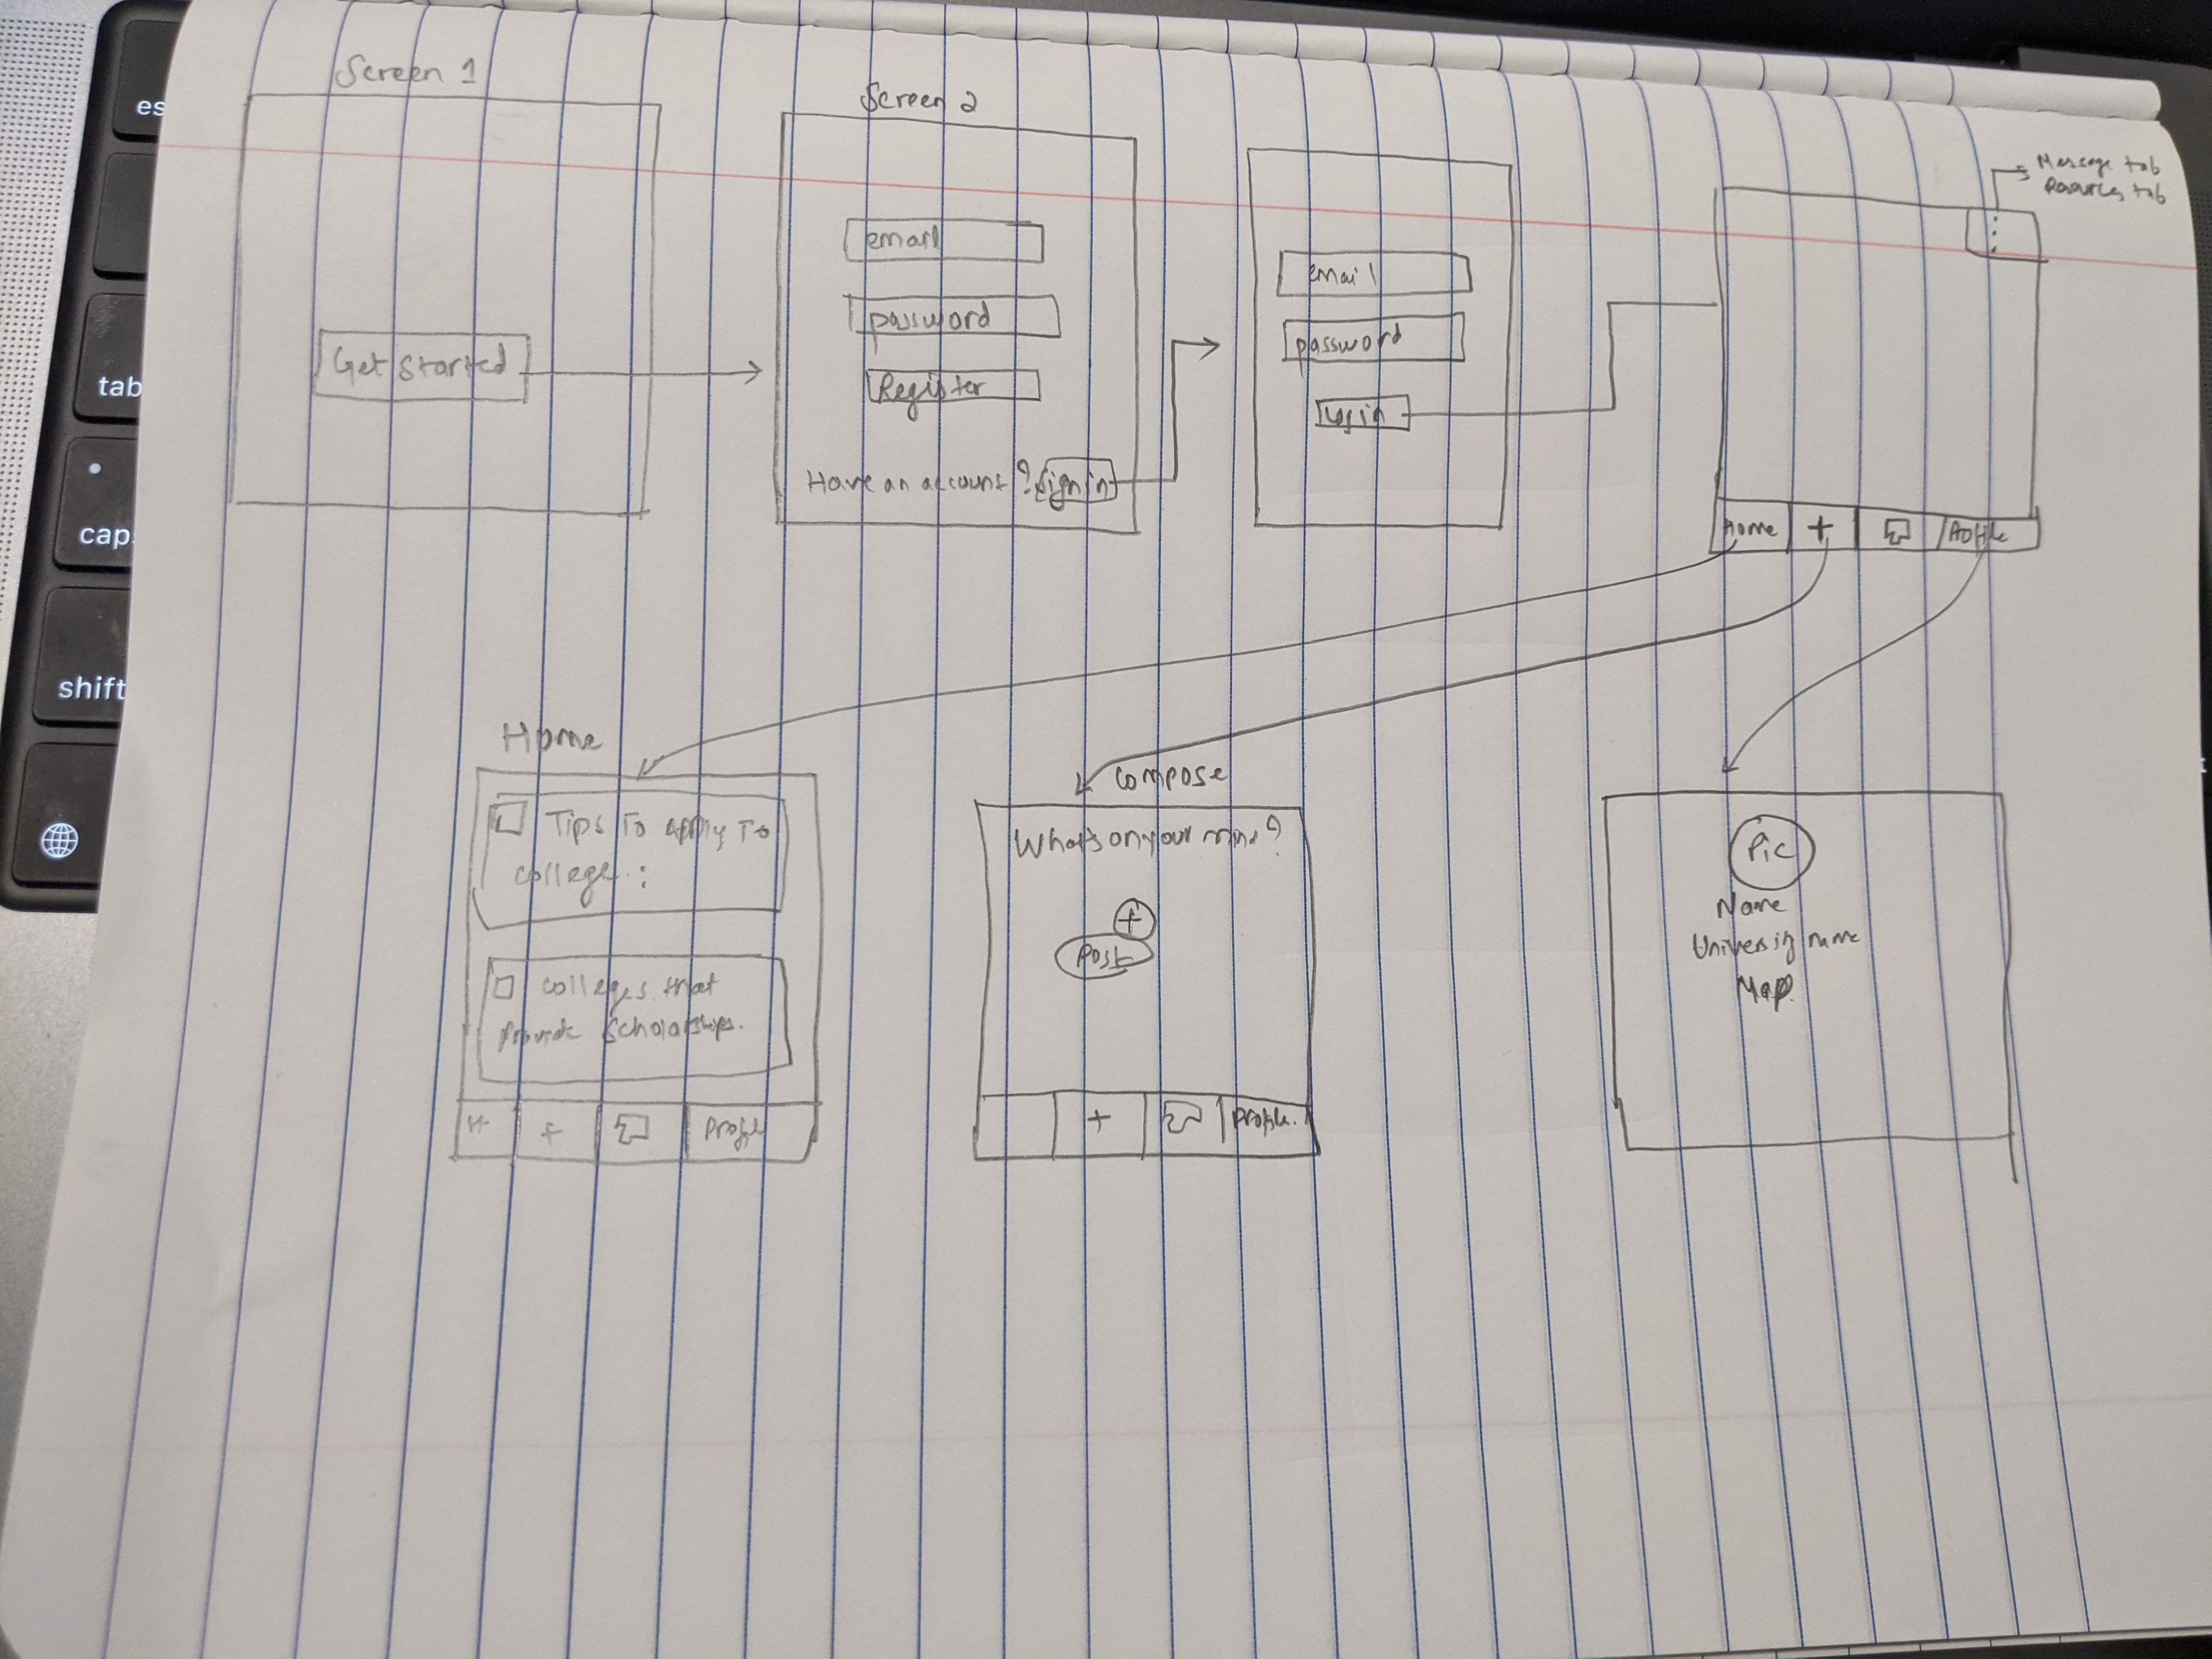 Screen 1
Get Started
Screen 2
email
password
Register
Have an account? sign in
email
password
Login
Message tab
Resources tab
Home + Profile
Home
Tips To apply To
college :
colleges that
provide scholarships.
H + Profile
compose
What's on your mind?
+
Post
+ Profile.
Pic
Name
University name
Map
es
tab
cap
shift